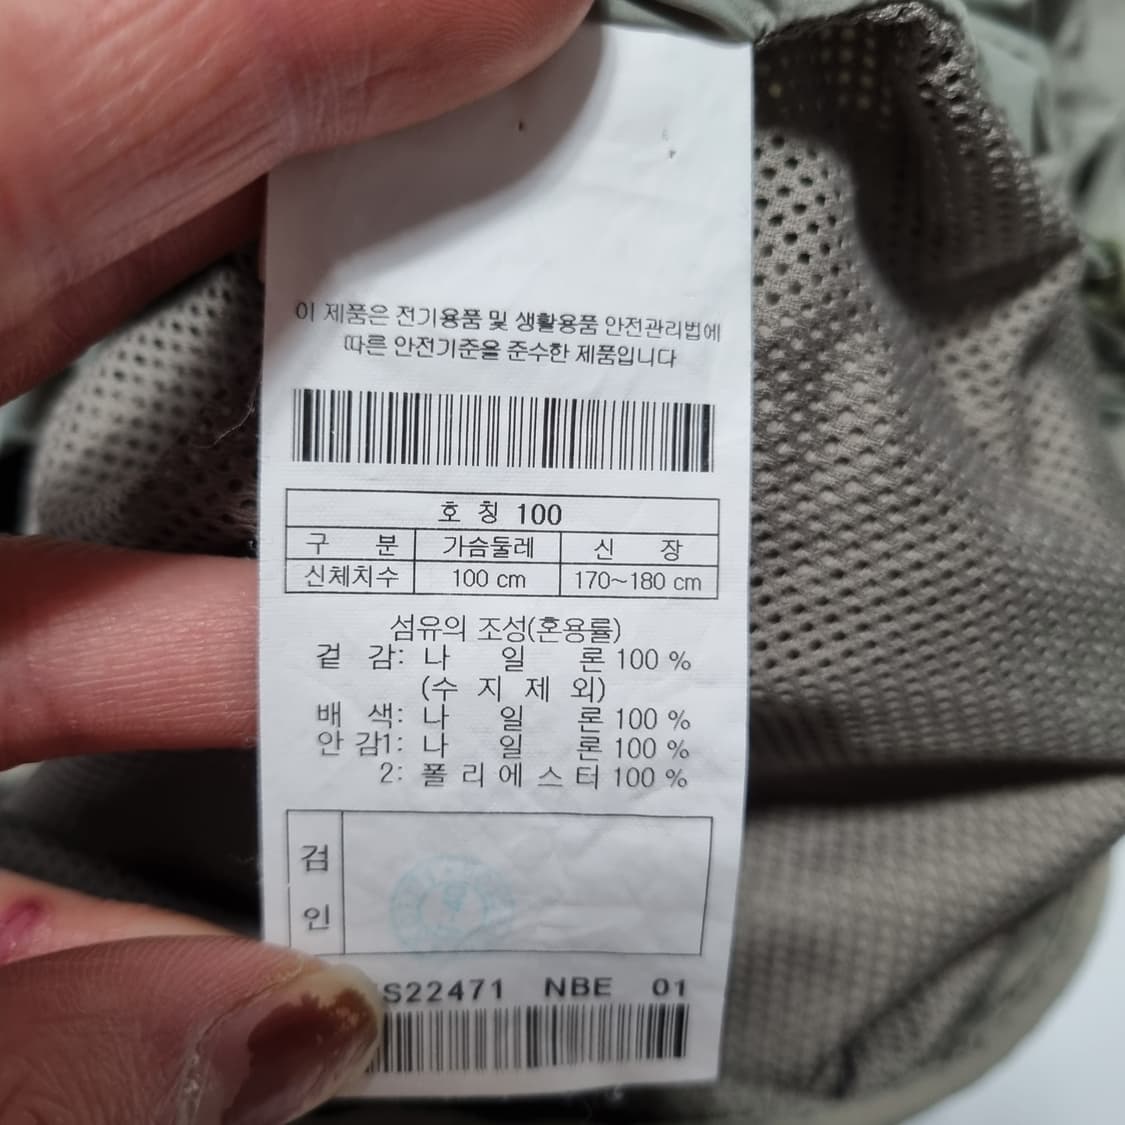 이 제품은 전기용품 및 생활용품 안전관리법에
따른 안전기준을 준수한 제품입니다
호 칭 100
구 분 가슴둘레 신 장
신체치수 100 cm 170~180 cm
섬유의 조성(혼용률)
겉 감: 나 일 론 100 %
(수 지 제 외)
배 색: 나 일 론 100 %
안 감1: 나 일 론 100 %
2: 폴 리 에 스 터 100 %
검
인
S22471 NBE 01